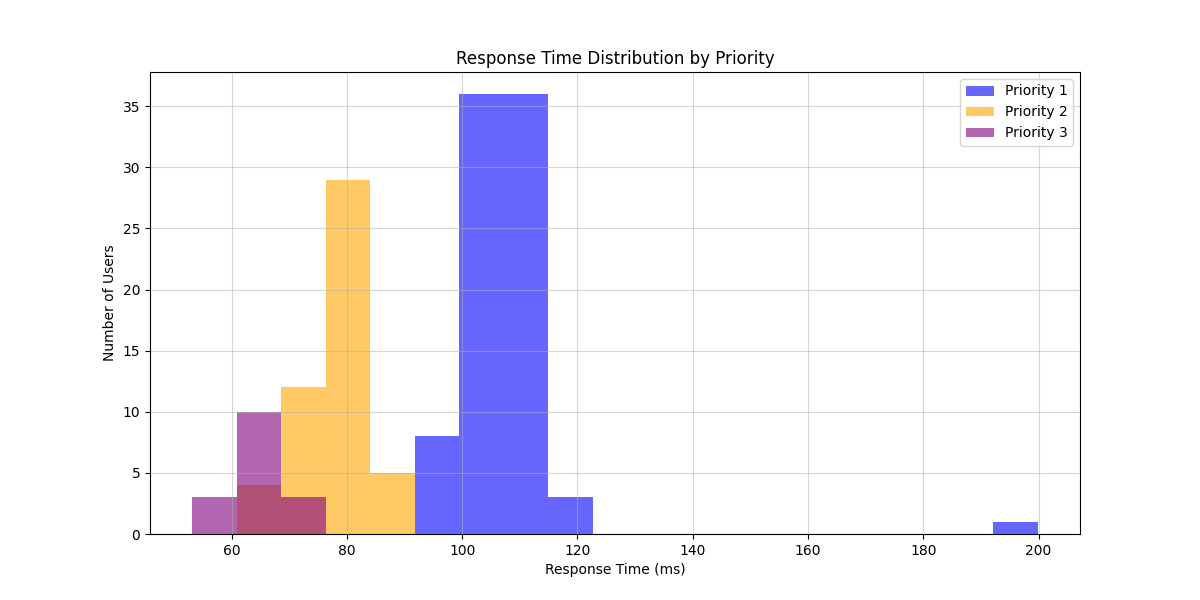 Response Time Distribution by Priority
Priority 1
Priority 2
Priority 3
Number of Users
35
30
25
20
15
10
5
0
60 80 100 120 140 160 180 200
Response Time (ms)